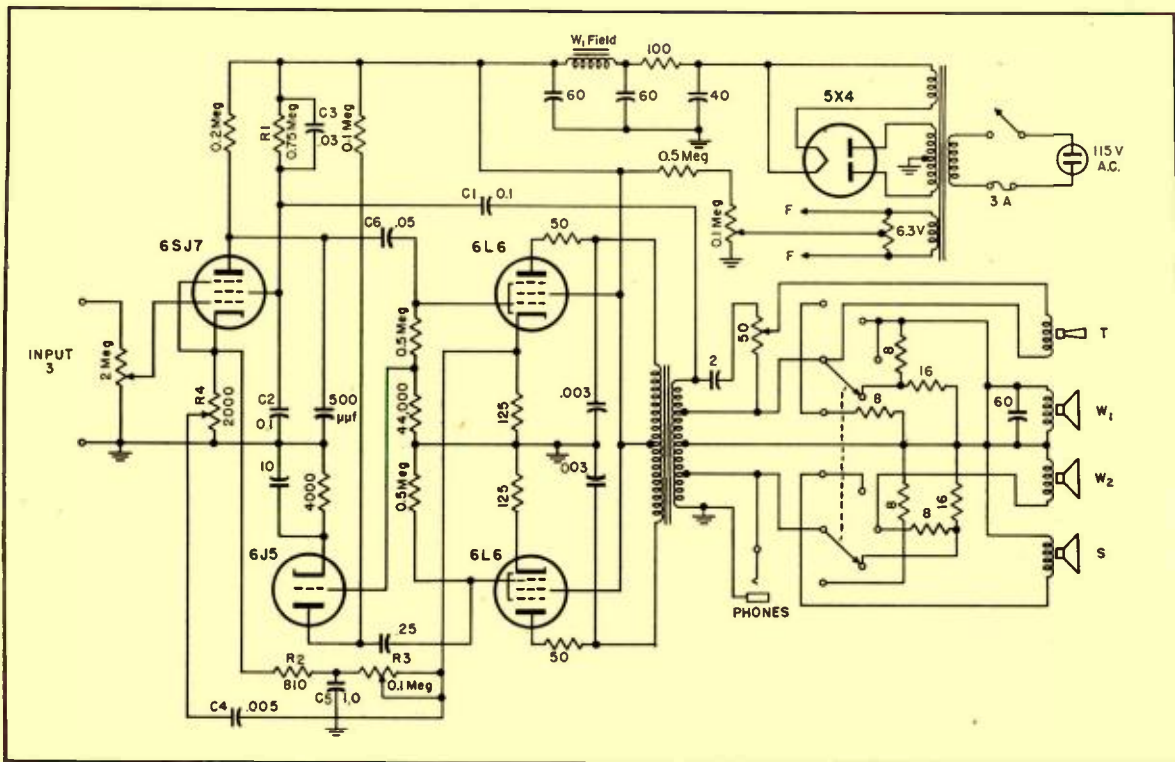 W1 Field
100
60
60
40
5X4
115 V
A.C.
3 A
0.2 Meg
R1
0.75 Meg
C3
.03
0.1 Meg
0.5 Meg
0.1 Meg
F
F
6.3V
C1 0.1
C6 .05
6SJ7
6L6
50
INPUT
3
2 Meg
R4
2000
C2
0.1
500
μμf
0.5 Meg
44,000
0.5 Meg
125
125
.003
.003
2
50
8
16
8
60
8
8
16
T
W1
W2
S
10
4000
6J5
6L6
.25
50
PHONES
R2
810
C5 1,0
R3
0.1 Meg
C4 .005